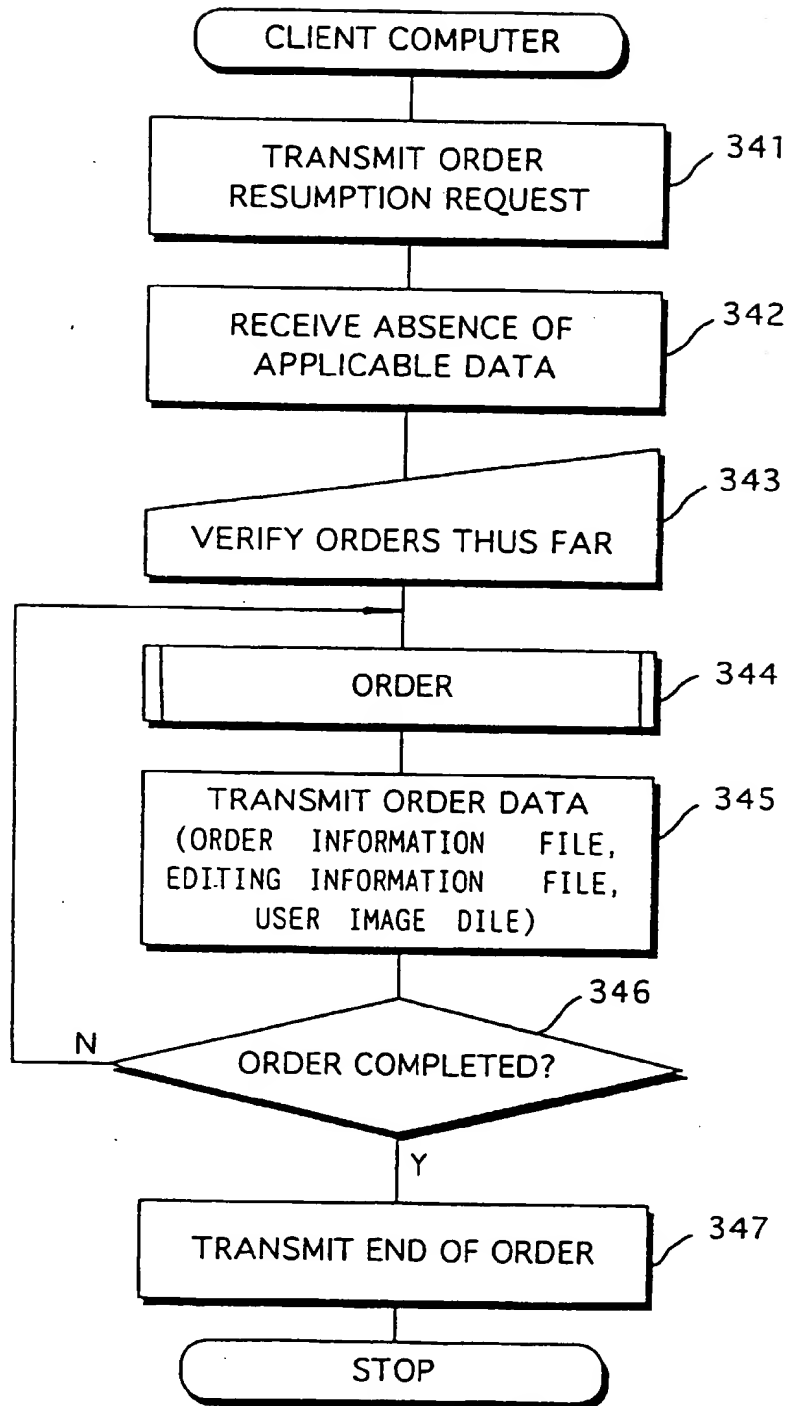 CLIENT COMPUTER
TRANSMIT ORDER
RESUMPTION REQUEST
341
RECEIVE ABSENCE OF
APPLICABLE DATA
342
VERIFY ORDERS THUS FAR
343
ORDER
344
TRANSMIT ORDER DATA
(ORDER INFORMATION FILE,
EDITING INFORMATION FILE,
USER IMAGE DILE)
345
346
N
ORDER COMPLETED?
Y
TRANSMIT END OF ORDER
347
STOP